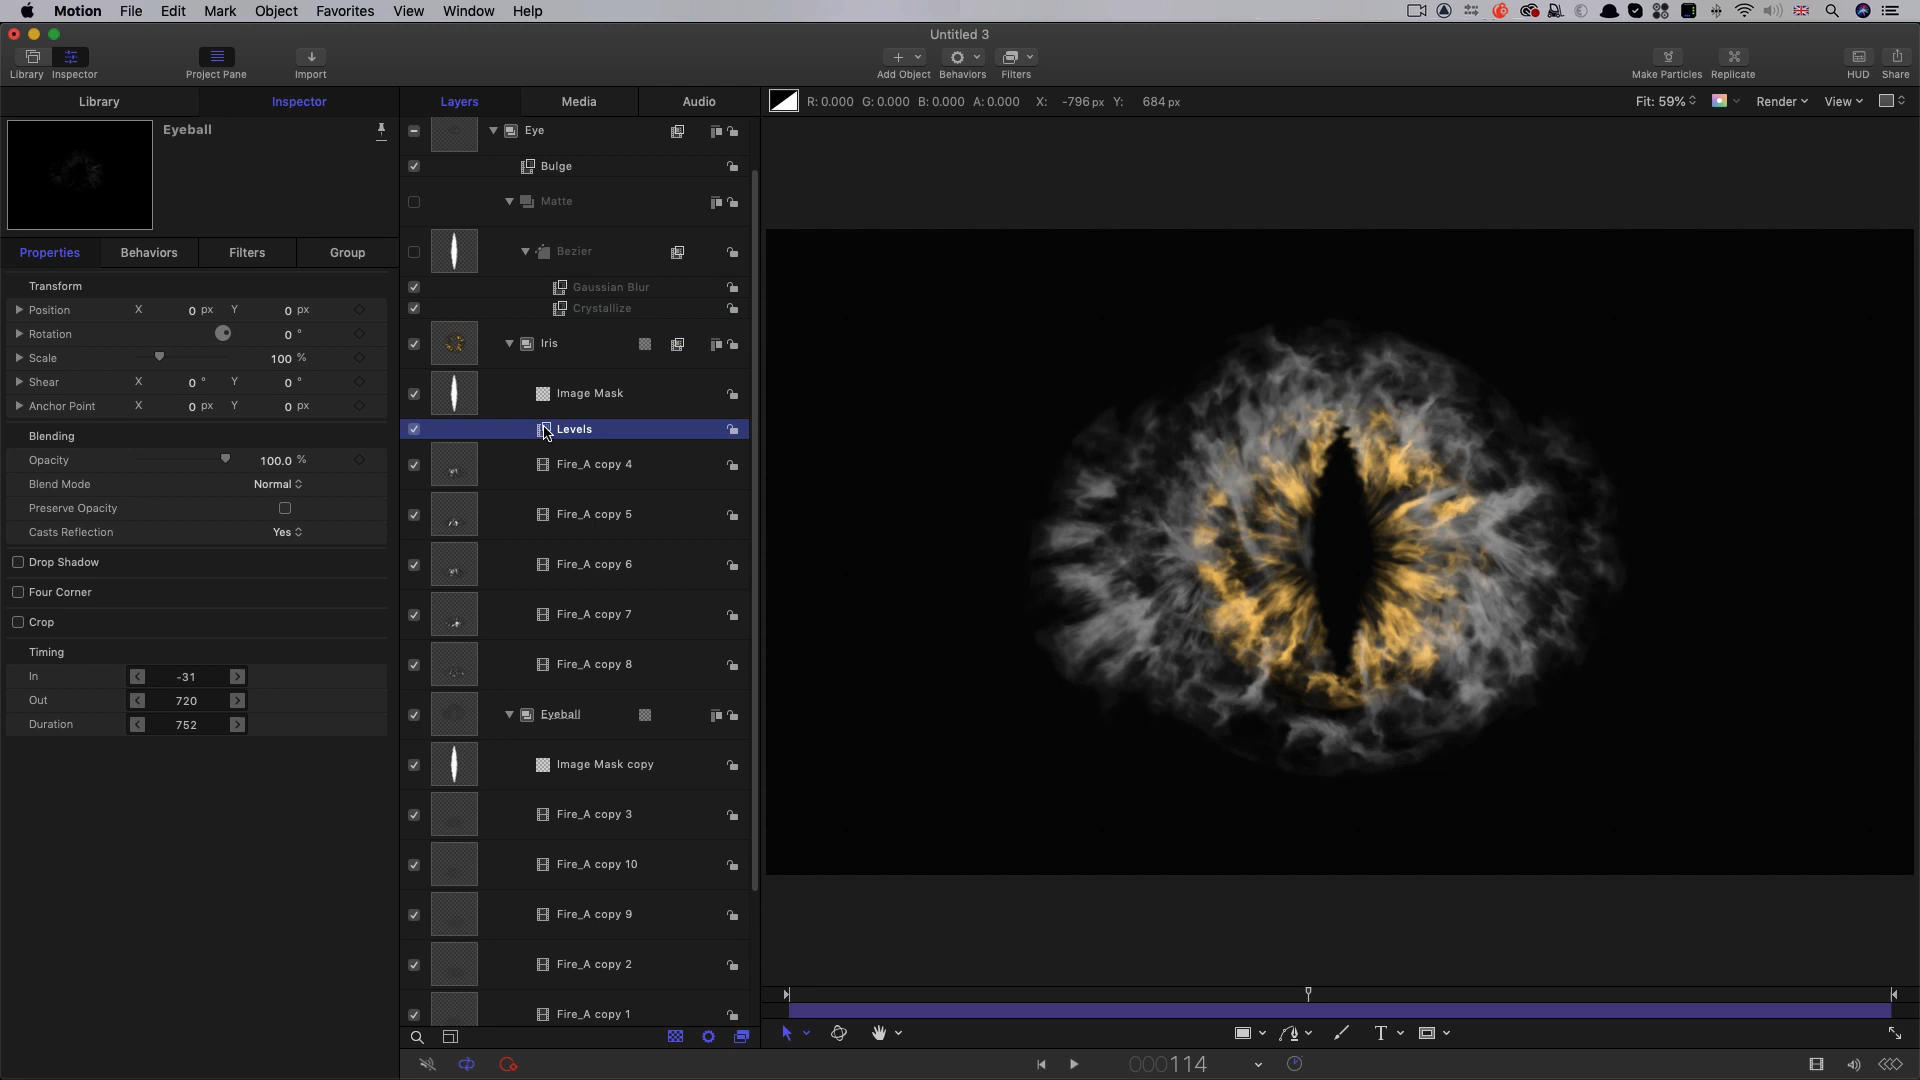 Motion File Edit Mark Object Favorites View Window Help
Untitled 3
Library Inspector Project Pane Import Add Object Behaviors Filters Make Particles Replicate HUD Share
Library Inspector Layers Media Audio R: 0.000 G: 0.000 B: 0.000 A: 0.000 X: -796 px Y: 684 px Fit: 59% Render View
Eyeball
Properties Behaviors Filters Group
Transform
Position X 0 px Y 0 px
Rotation 0 °
Scale 100 %
Shear X 0 ° Y 0 °
Anchor Point X 0 px Y 0 px
Blending
Opacity 100.0 %
Blend Mode Normal
Preserve Opacity
Casts Reflection Yes
Drop Shadow
Four Corner
Crop
Timing
In -31
Out 720
Duration 752
Eye
Bulge
Matte
Bezier
Gaussian Blur
Crystallize
Iris
Image Mask
Levels
Fire_A copy 4
Fire_A copy 5
Fire_A copy 6
Fire_A copy 7
Fire_A copy 8
Eyeball
Image Mask copy
Fire_A copy 3
Fire_A copy 10
Fire_A copy 9
Fire_A copy 2
Fire_A copy 1
T
000114